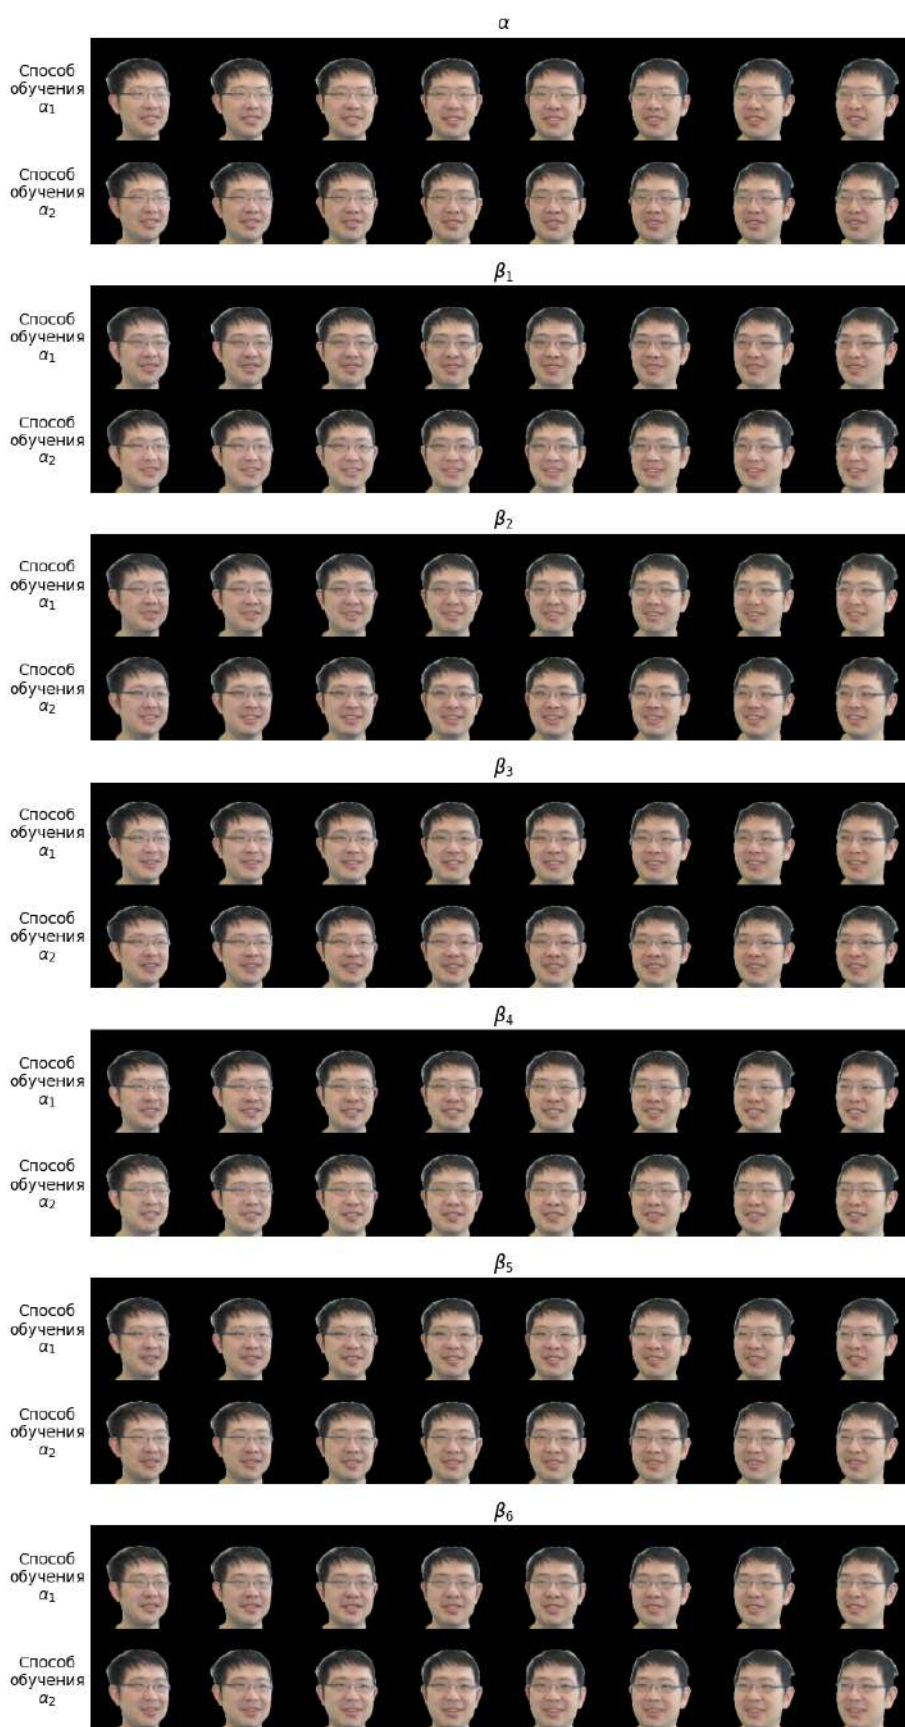 α
Способ
обучения
α₁
Способ
обучения
α₂
β₁
Способ
обучения
α₁
Способ
обучения
α₂
β₂
Способ
обучения
α₁
Способ
обучения
α₂
β₃
Способ
обучения
α₁
Способ
обучения
α₂
β₄
Способ
обучения
α₁
Способ
обучения
α₂
β₅
Способ
обучения
α₁
Способ
обучения
α₂
β₆
Способ
обучения
α₁
Способ
обучения
α₂